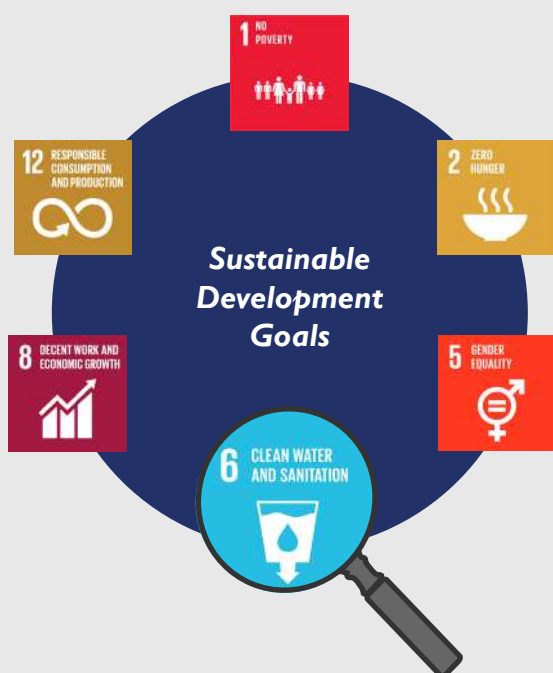 1 NO
POVERTY
12 RESPONSIBLE
CONSUMPTION
AND PRODUCTION
2 ZERO
HUNGER
Sustainable
Development
Goals
8 DECENT WORK AND
ECONOMIC GROWTH
5 GENDER
EQUALITY
6 CLEAN WATER
AND SANITATION